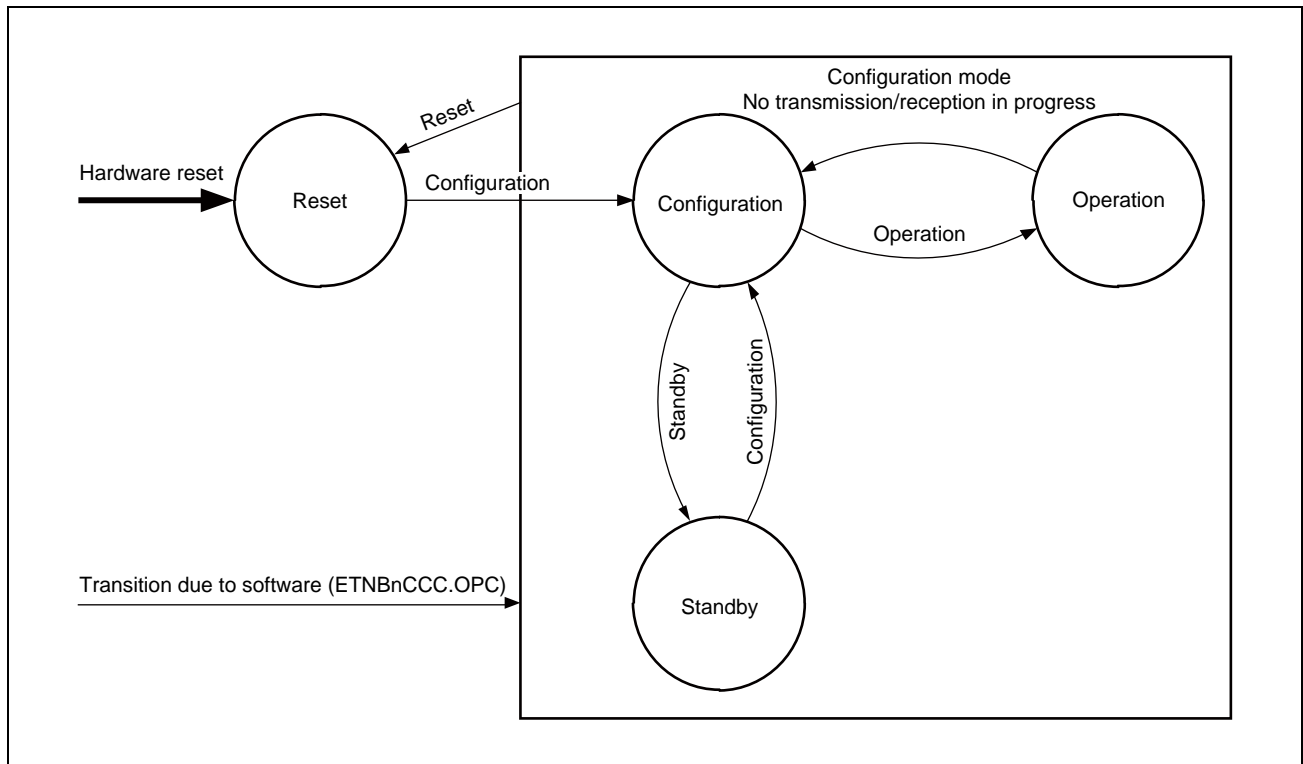 Configuration mode
No transmission/reception in progress
Reset
Hardware reset
Reset
Configuration
Configuration
Operation
Operation
Standby
Configuration
Transition due to software (ETNBnCCC.OPC)
Standby